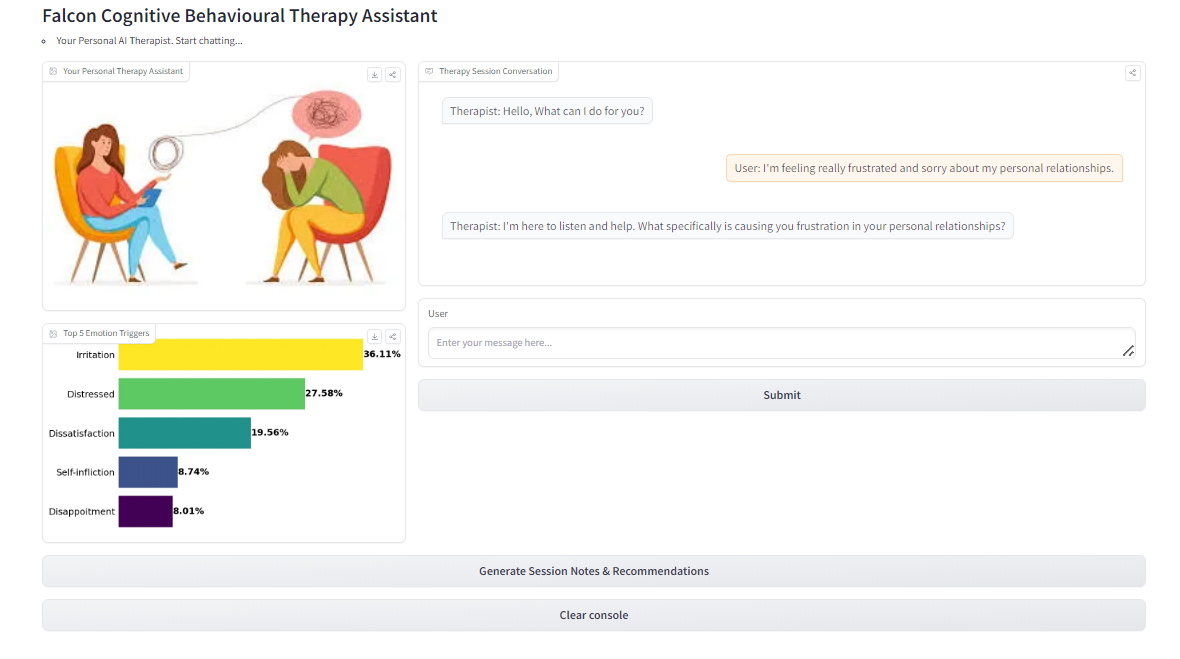 Falcon Cognitive Behavioural Therapy Assistant
Your Personal AI Therapist. Start chatting...
Your Personal Therapy Assistant
Therapy Session Conversation
Therapist: Hello, What can I do for you?
User: I'm feeling really frustrated and sorry about my personal relationships.
Therapist: I'm here to listen and help. What specifically is causing you frustration in your personal relationships?
User
Enter your message here...
Submit
Top 5 Emotion Triggers
Irritation 36.11%
Distressed 27.58%
Dissatisfaction 19.56%
Self-infliction 8.74%
Disappoitment 8.01%
Generate Session Notes & Recommendations
Clear console